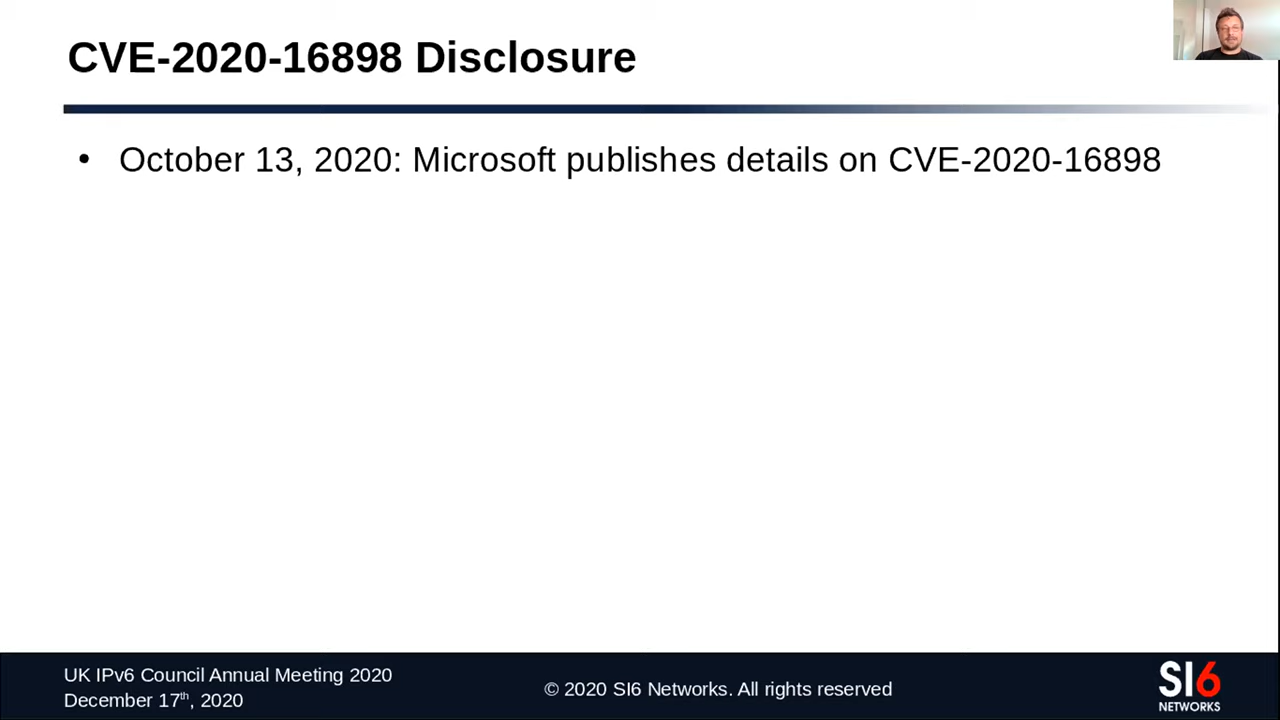 CVE-2020-16898 Disclosure
• October 13, 2020: Microsoft publishes details on CVE-2020-16898
UK IPv6 Council Annual Meeting 2020
December 17th, 2020
© 2020 SI6 Networks. All rights reserved
SI6
NETWORKS